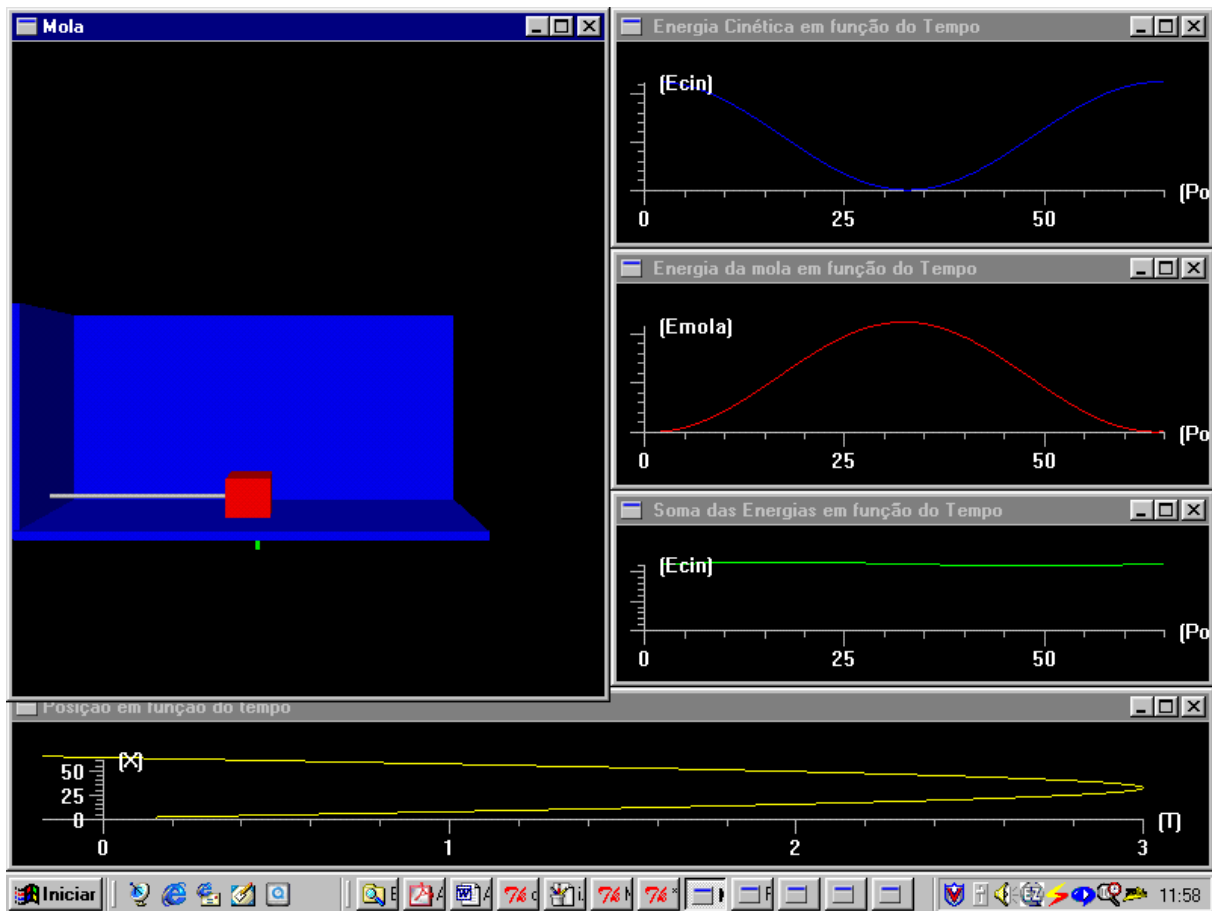 Mola
Energia Cinética em função do Tempo
(Ecin)
(Po
0 25 50
Energia da mola em função do Tempo
(Emola)
(Po
0 25 50
Soma das Energias em função do Tempo
(Ecin)
(Po
0 25 50
Posição em função do tempo
(X)
50
25
0
(T)
0 1 2 3
Iniciar
11:58